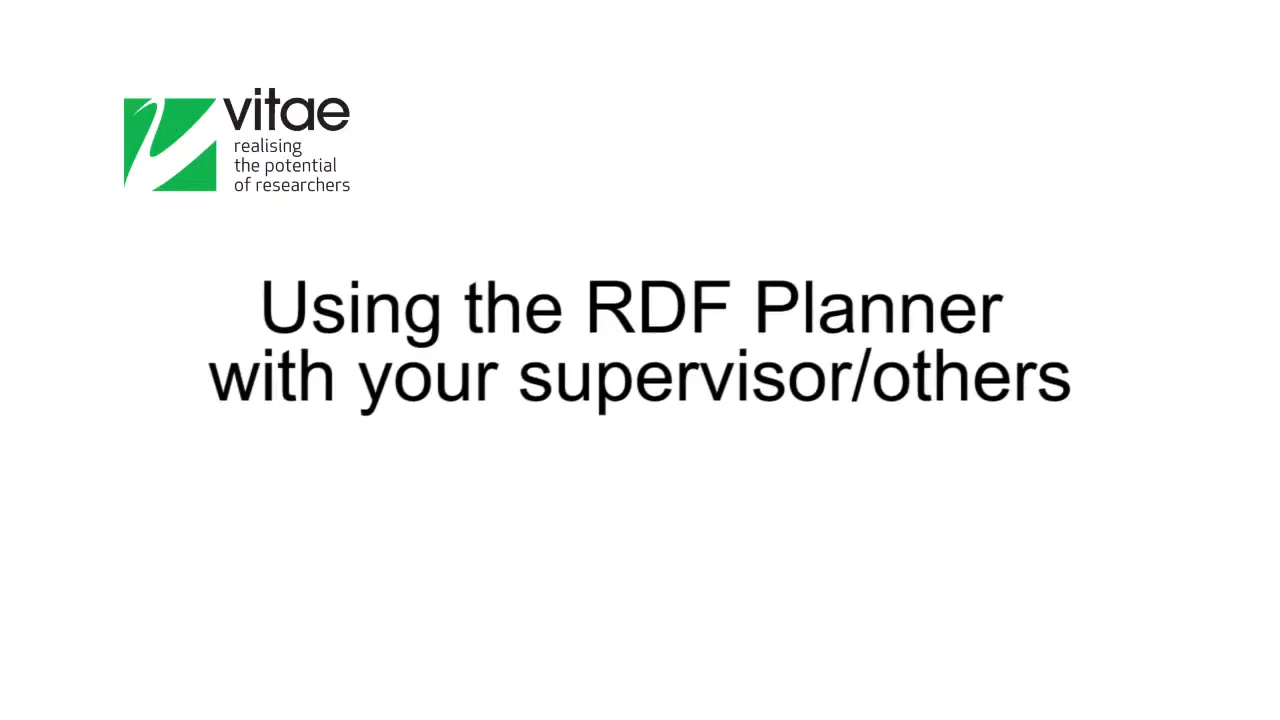 vitae
realising
the potential
of researchers
Using the RDF Planner
with your supervisor/others